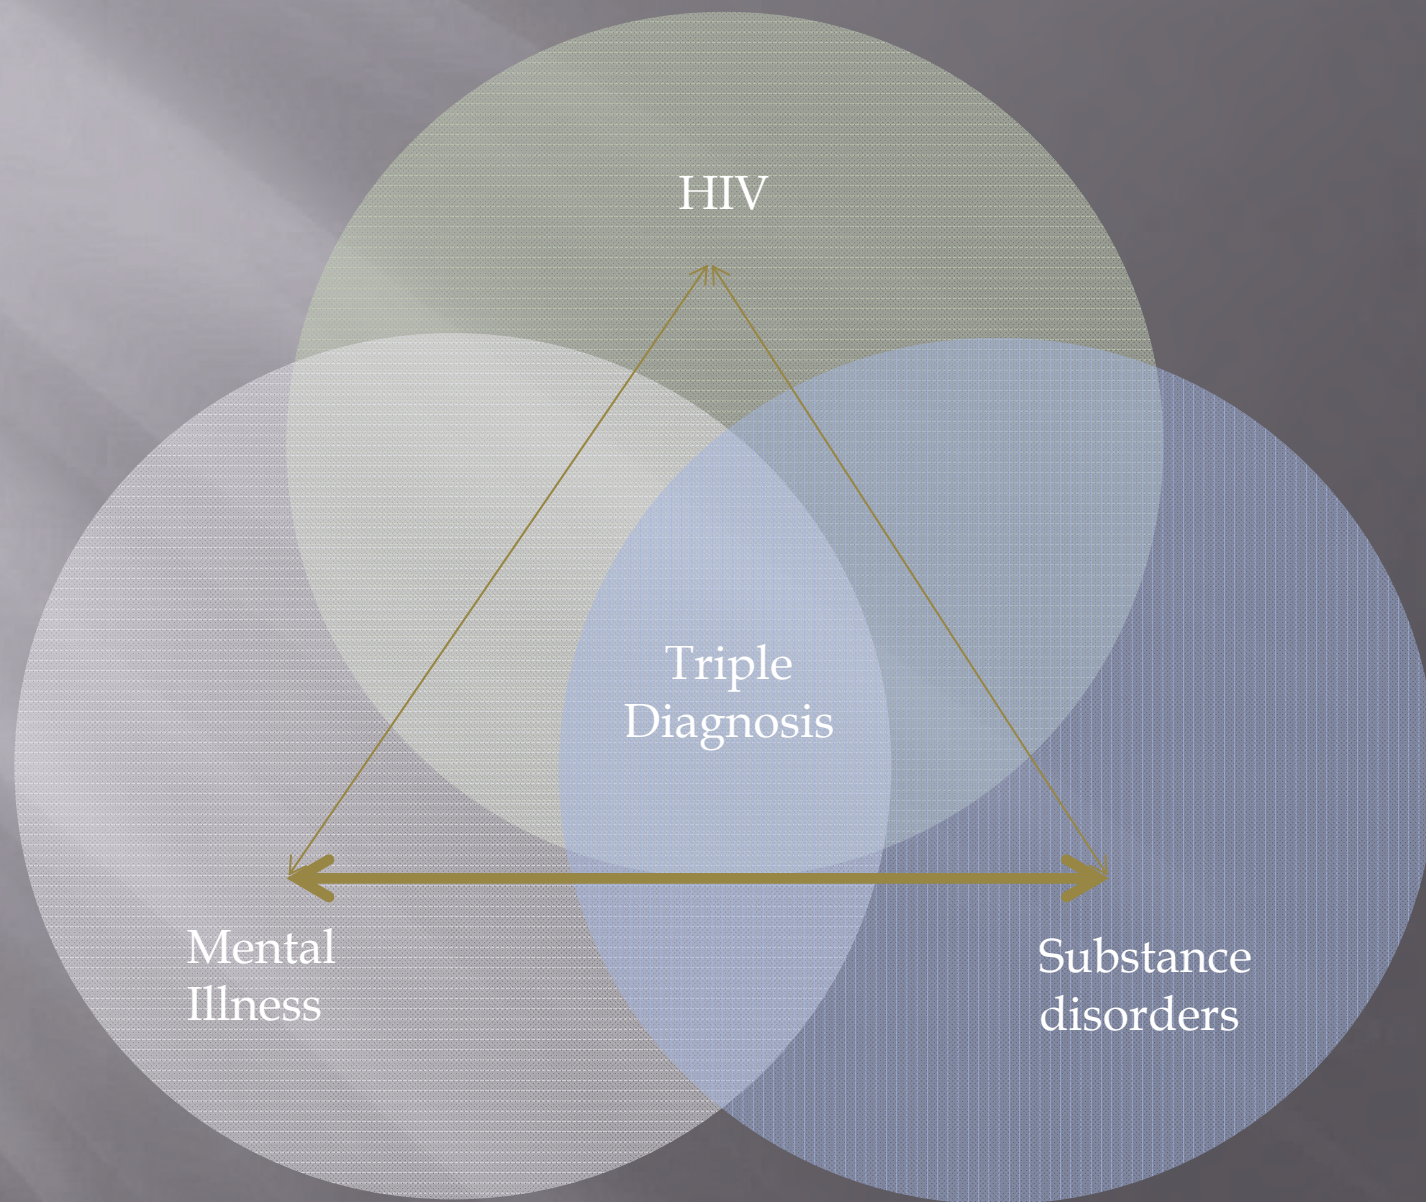 HIV
Triple
Diagnosis
Mental
Illness
Substance
disorders